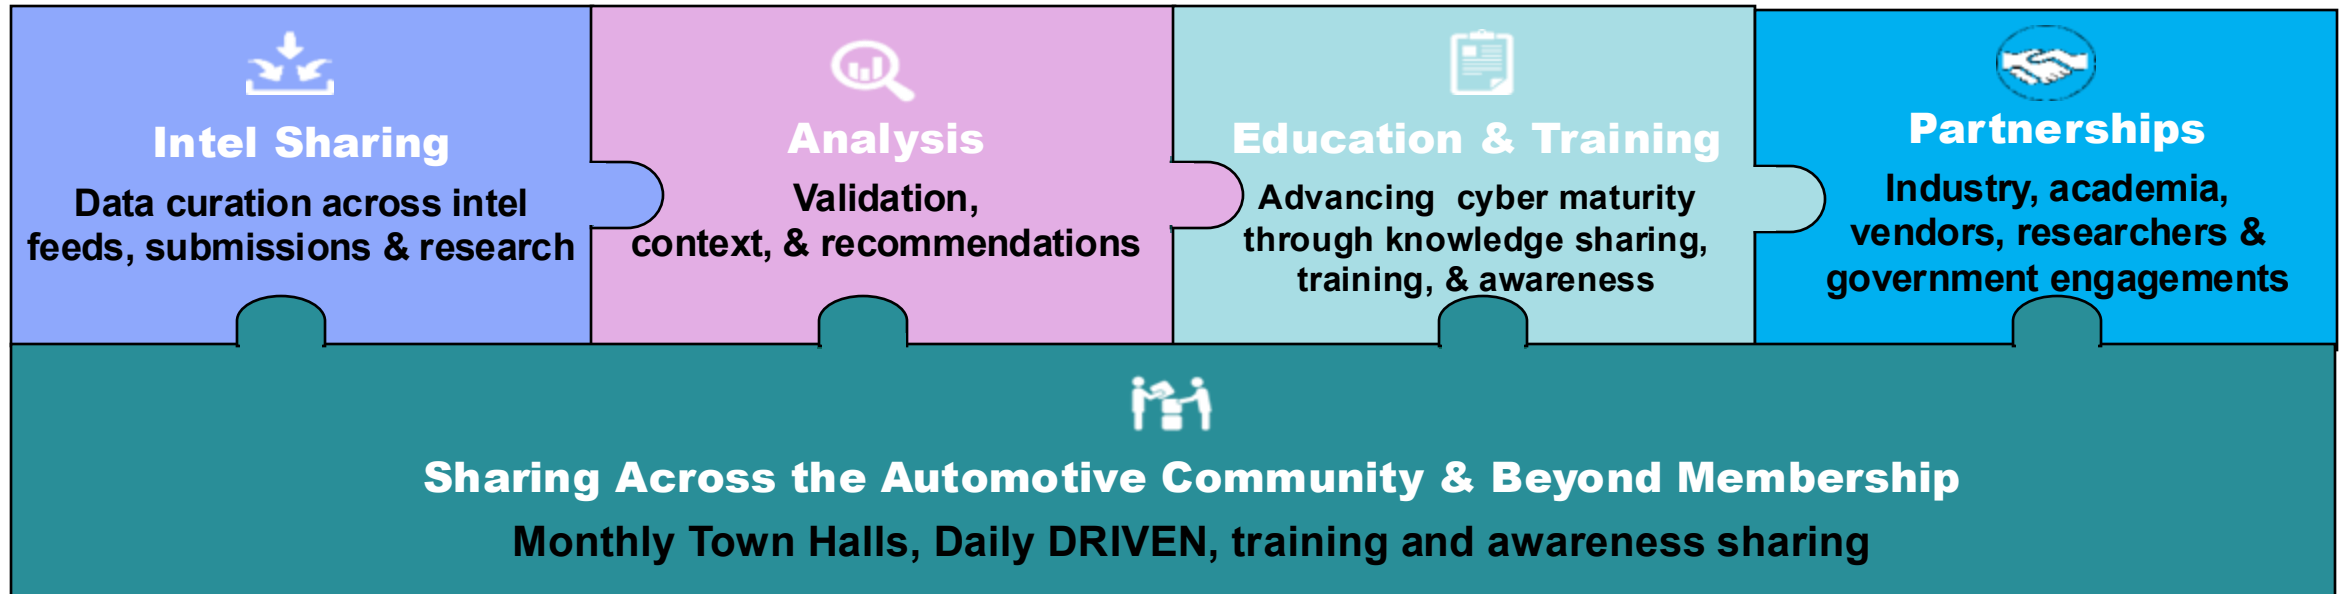 Intel Sharing
Data curation across intel
feeds, submissions & research
Analysis
Validation,
context, & recommendations
Education & Training
Advancing cyber maturity
through knowledge sharing,
training, & awareness
Partnerships
Industry, academia,
vendors, researchers &
government engagements
Sharing Across the Automotive Community & Beyond Membership
Monthly Town Halls, Daily DRIVEN, training and awareness sharing